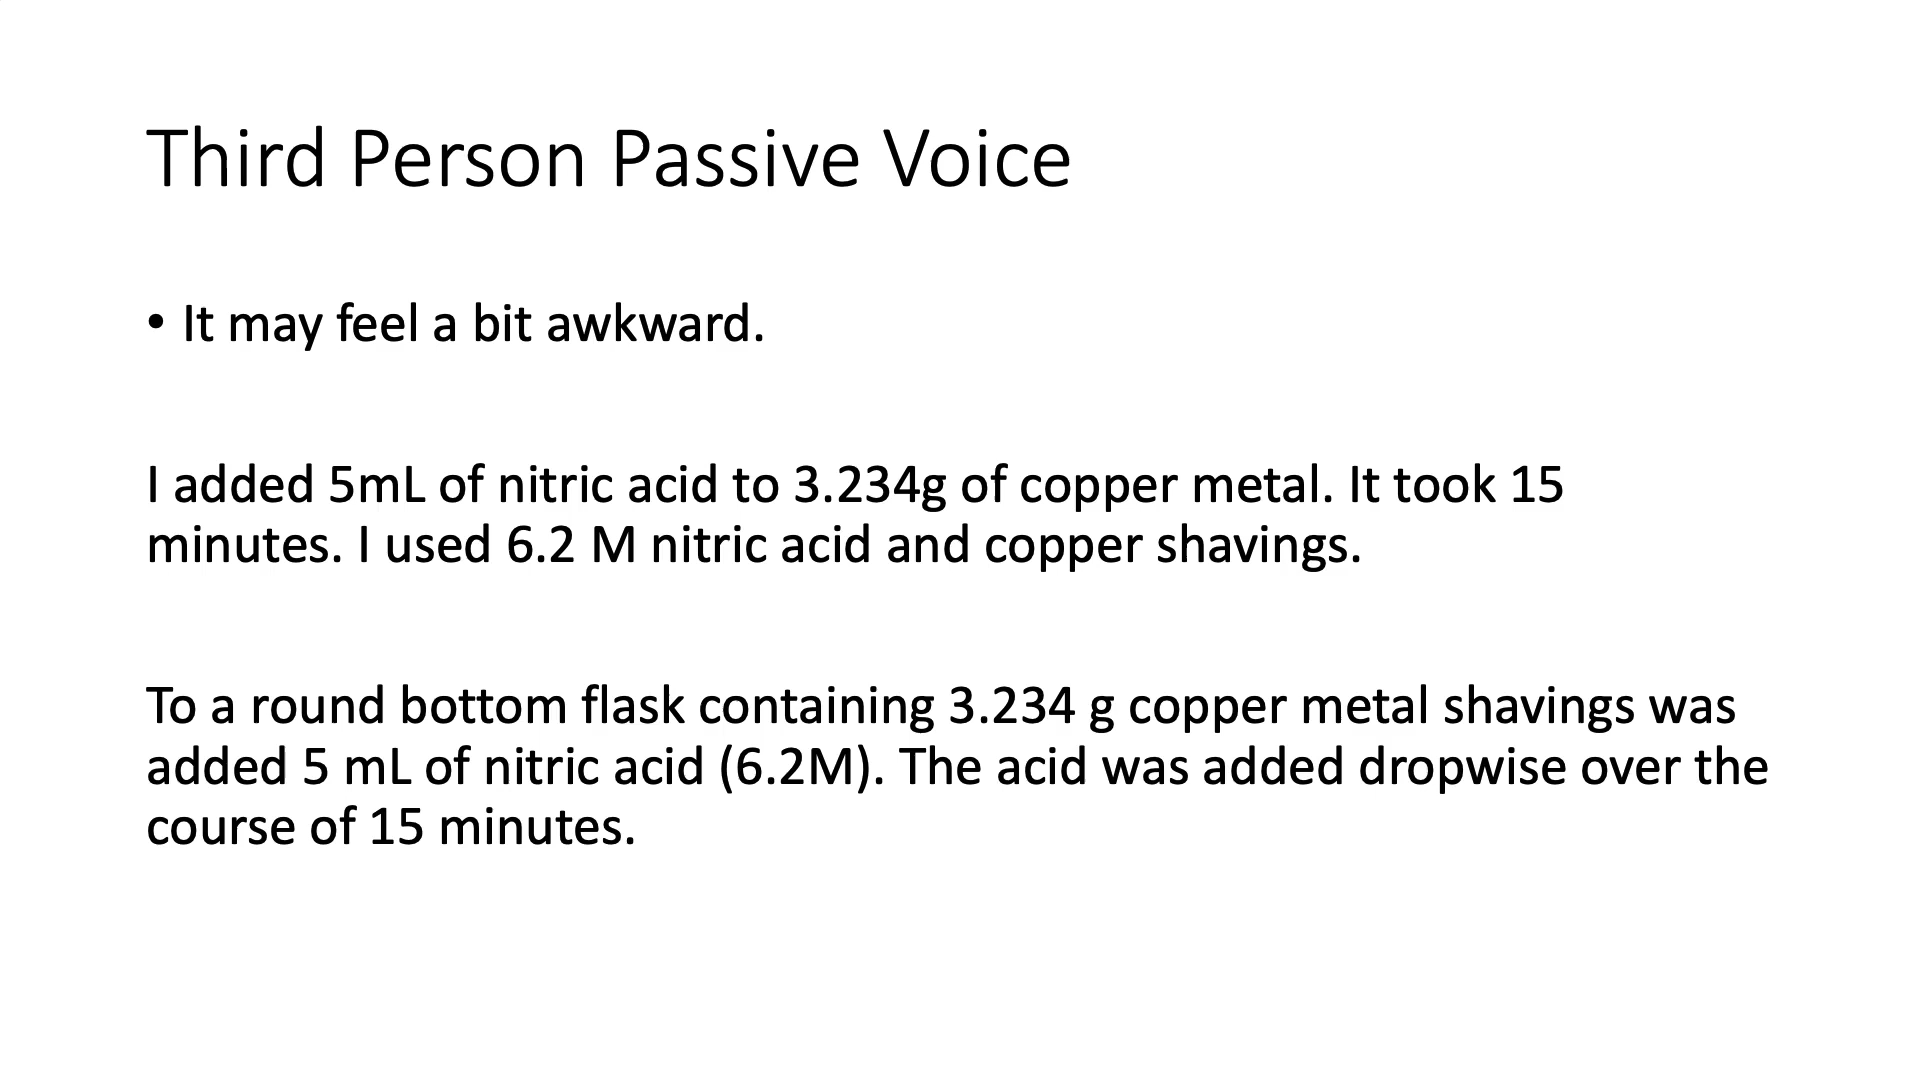 Third Person Passive Voice
• It may feel a bit awkward.
I added 5mL of nitric acid to 3.234g of copper metal. It took 15
minutes. I used 6.2 M nitric acid and copper shavings.
To a round bottom flask containing 3.234 g copper metal shavings was
added 5 mL of nitric acid (6.2M). The acid was added dropwise over the
course of 15 minutes.